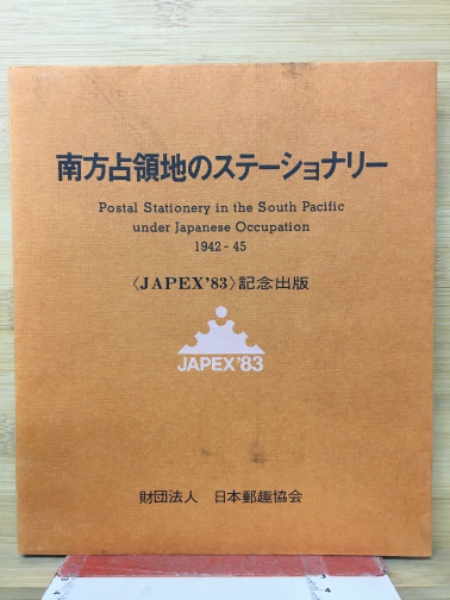 南方占領地のステーショナリー
Postal Stationery in the South Pacific
under Japanese Occupation
1942-45
〈JAPEX'83〉記念出版
JAPEX'83
財団法人 日本郵趣協会